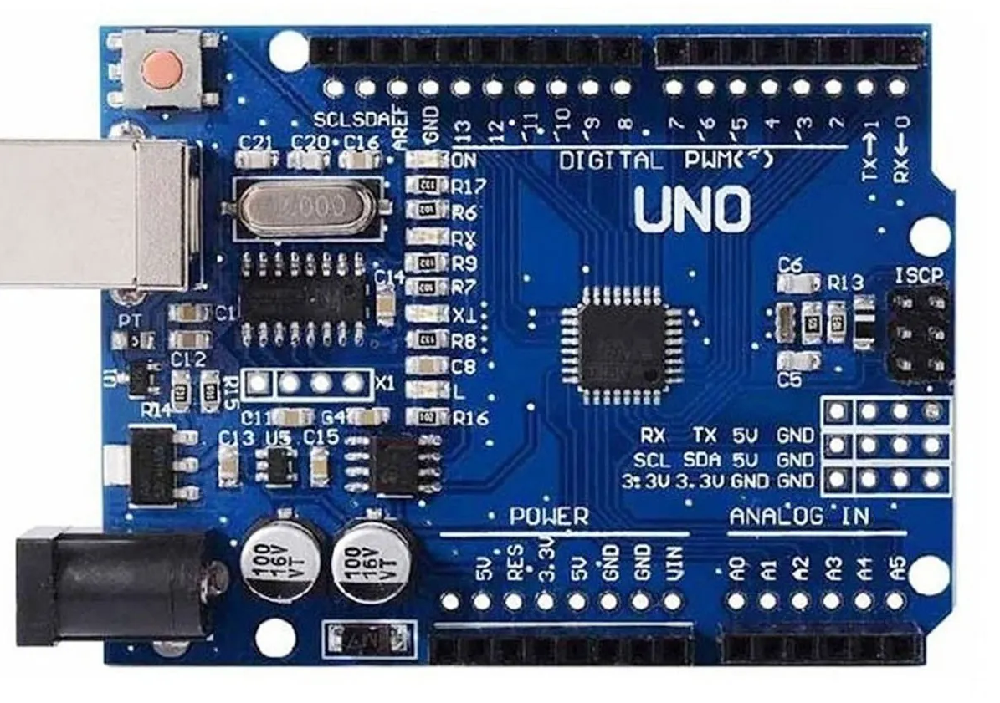 SCL SDA AREF GND 13 12 ~11 ~10 ~9 8 7 ~6 ~5 4 ~3 2 TX→1 RX←0
DIGITAL PWM(~)
C21 C20 C16
ON
R17
R6
RX
R9
R7
TX
R8
C8
L
R16
UNO
C14
C1
PT
C12
R14
R15
X1
C11
G4
C13 U5 C15
C6
R13
ISCP
C5
RX TX 5V GND
SCL SDA 5V GND
3.3V 3.3V GND GND
POWER
ANALOG IN
5V RES 3.3V 5V GND GND VIN
A0 A1 A2 A3 A4 A5
100
16V
VT
100
16V
VT
M7